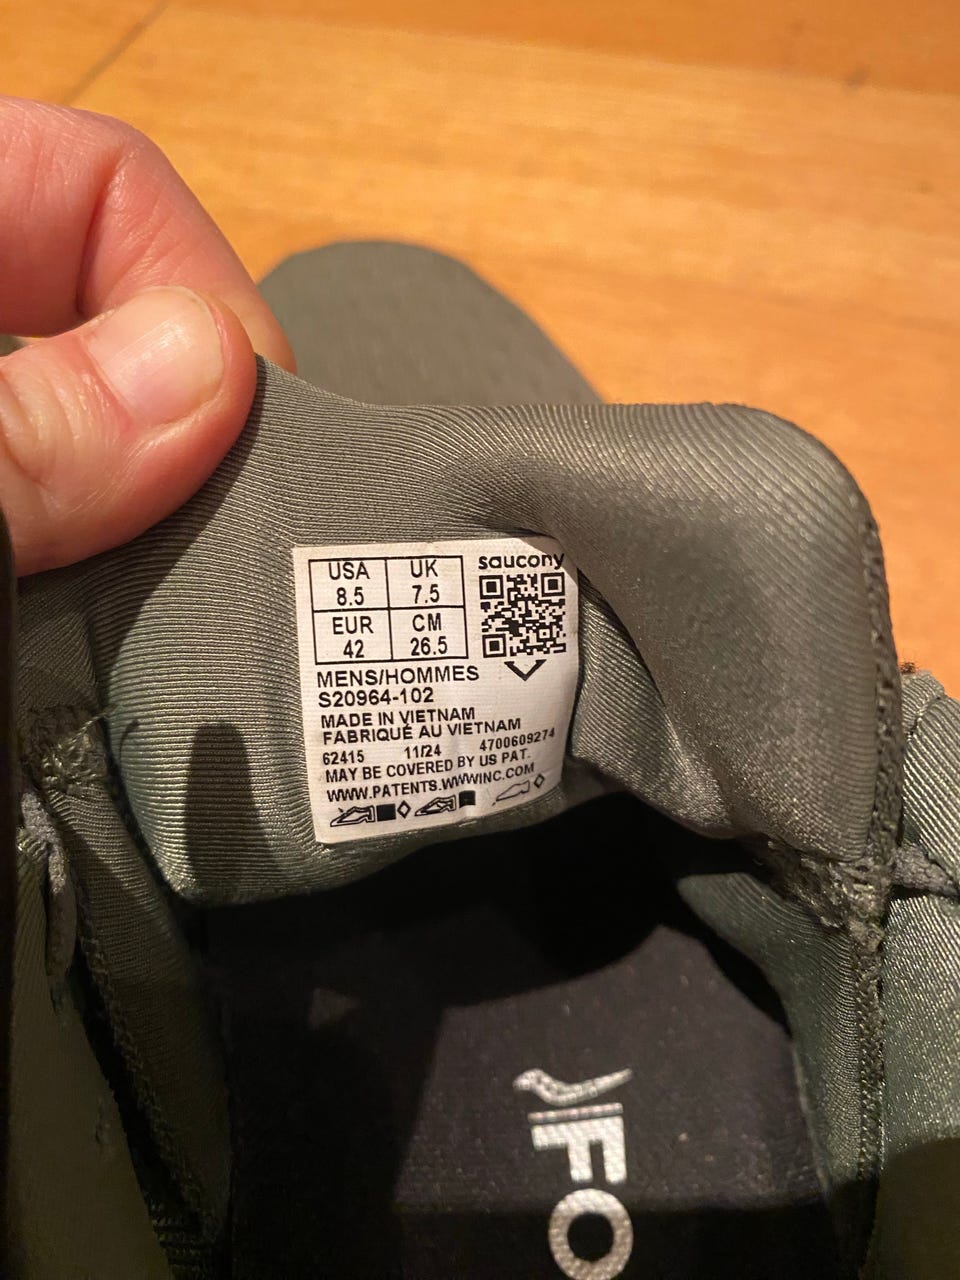 USA UK
8.5 7.5
EUR CM
42 26.5
saucony
MENS/HOMMES
S20964-102
MADE IN VIETNAM
FABRIQUÉ AU VIETNAM
62415 11/24 4700609274
MAY BE COVERED BY US PAT.
WWW.PATENTS.WWWINC.COM
FO